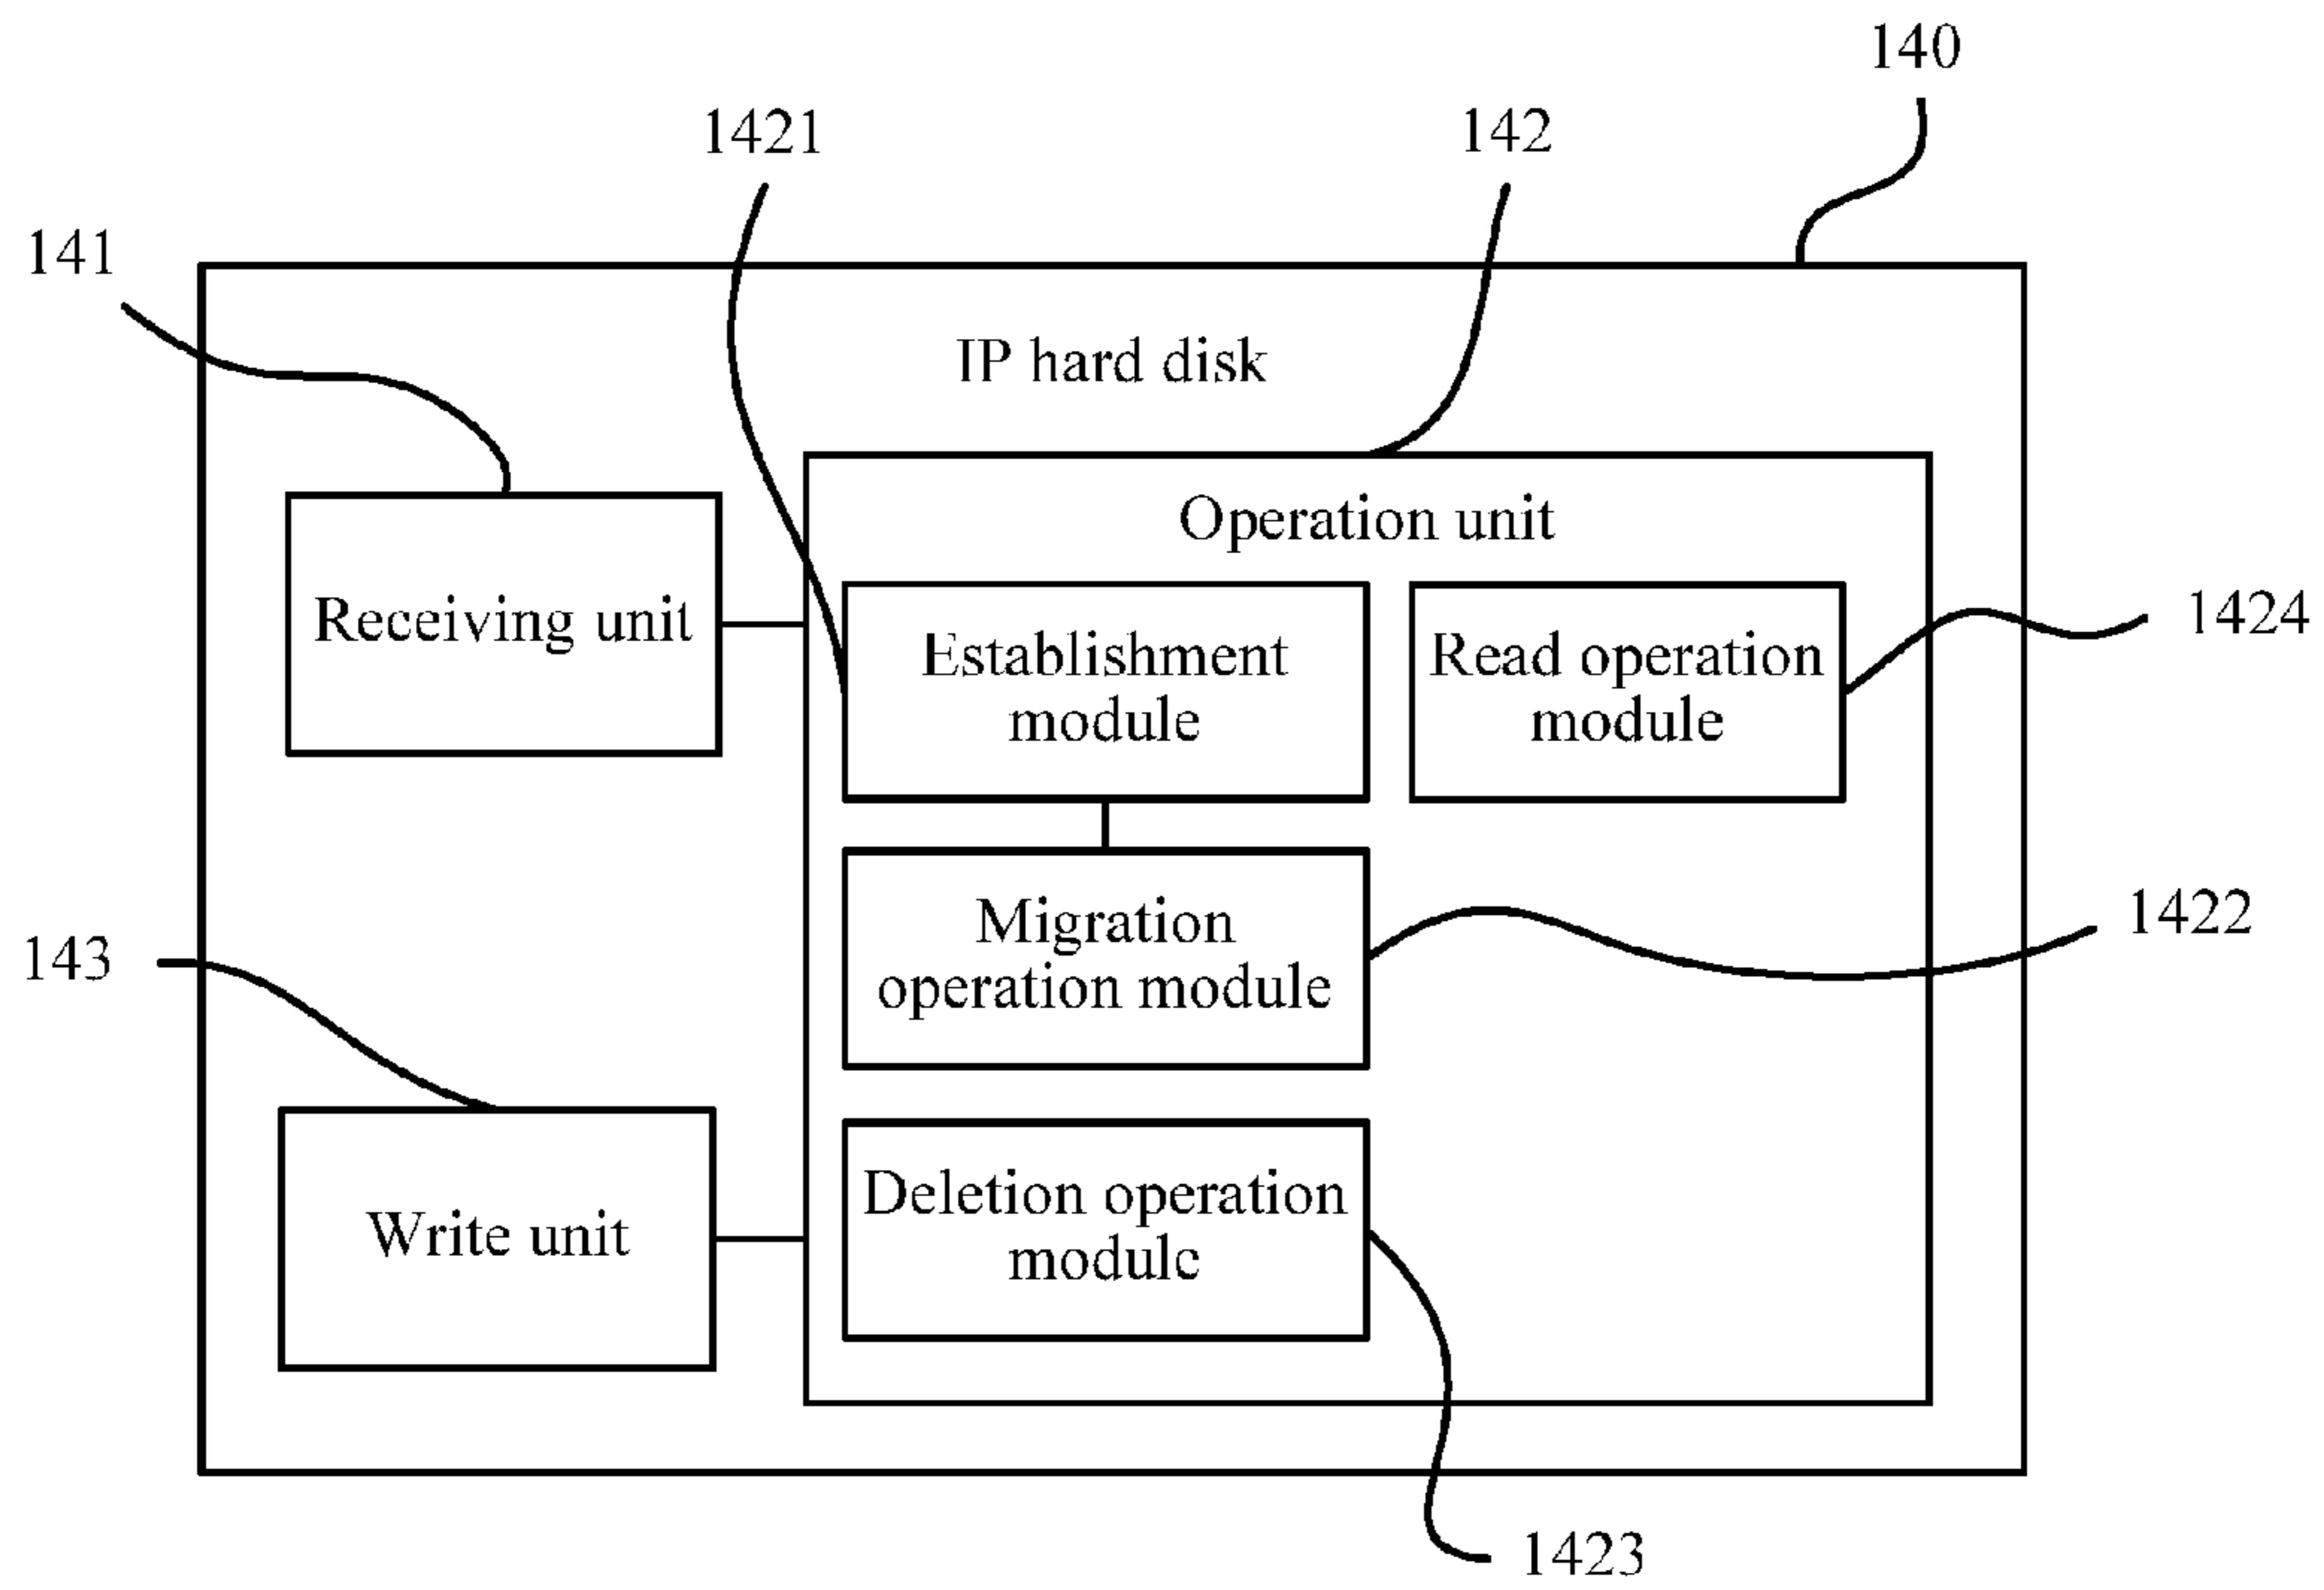 140
1421
142
141
IP hard disk
Operation unit
Receiving unit
Establishment
module
Read operation
module
1424
Migration
operation module
1422
143
Deletion operation
module
Write unit
1423